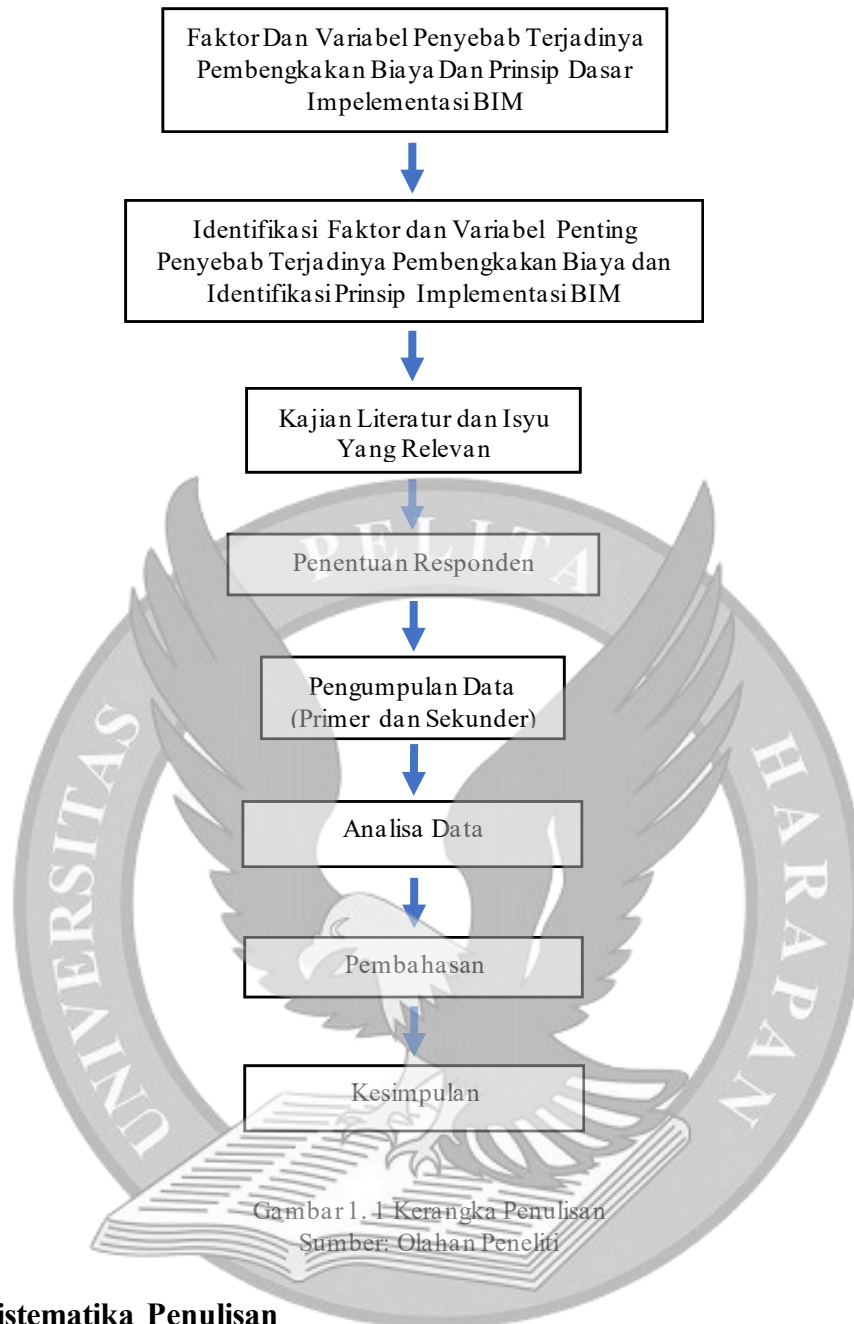 Faktor Dan Variabel Penyebab Terjadinya
Pembengkakan Biaya Dan Prinsip Dasar
Impelementasi BIM
Identifikasi Faktor dan Variabel Penting
Penyebab Terjadinya Pembengkakan Biaya dan
Identifikasi Prinsip Implementasi BIM
Kajian Literatur dan Isyu
Yang Relevan
PELITA
Penentuan Responden
Pengumpulan Data
(Primer dan Sekunder)
UNIVERSITAS
HARAPAN
Analisa Data
Pembahasan
Kesimpulan
Gambar 1. 1 Kerangka Penulisan
Sumber: Olahan Peneliti
istematika Penulisan